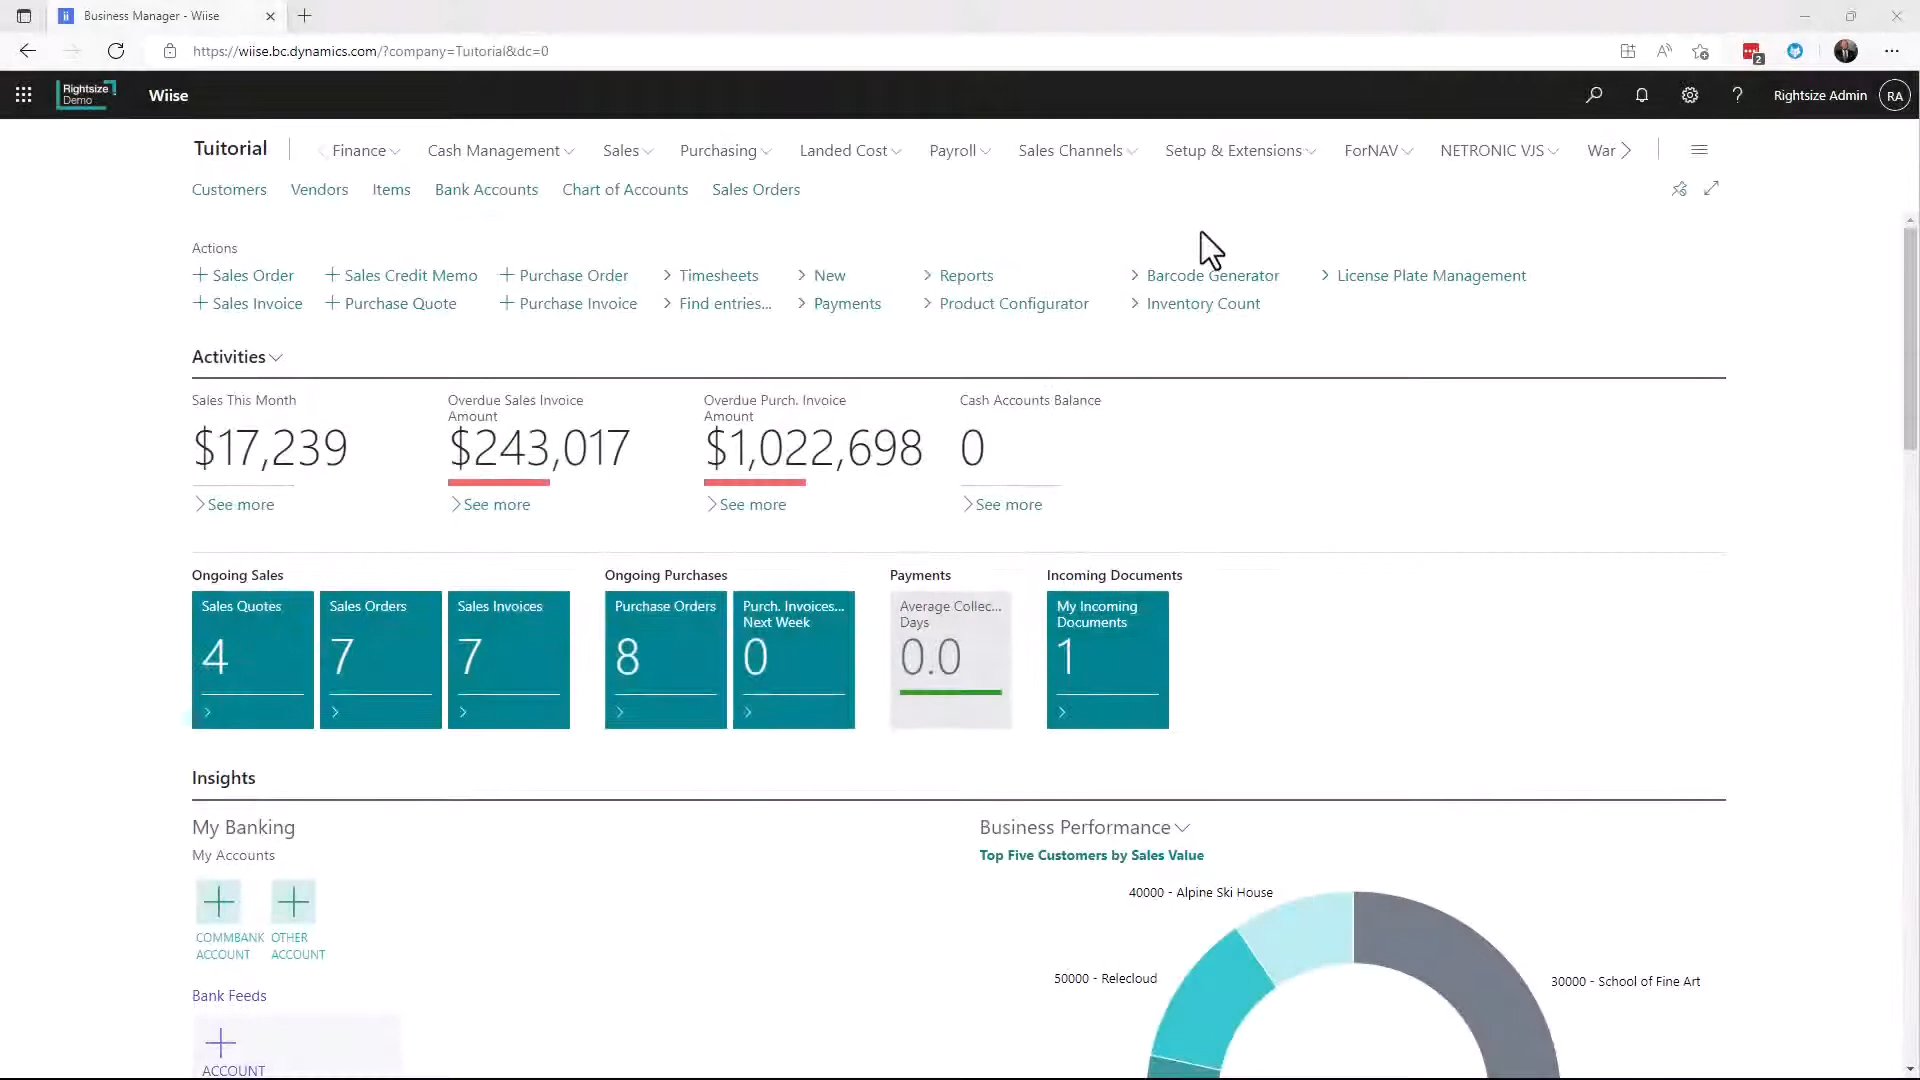 Business Manager - Wiise
https://wiise.bc.dynamics.com/?company=Tuitorial&dc=0
2
Rightsize Demo
Wiise
? Rightsize Admin RA
Tuitorial Finance Cash Management Sales Purchasing Landed Cost Payroll Sales Channels Setup & Extensions ForNAV NETRONIC VJS War
Customers Vendors Items Bank Accounts Chart of Accounts Sales Orders
Actions
Sales Order Sales Credit Memo Purchase Order Timesheets New Reports Barcode Generator License Plate Management
Sales Invoice Purchase Quote Purchase Invoice Find entries... Payments Product Configurator Inventory Count
Activities
Sales This Month
$17,239
See more
Overdue Sales Invoice
Amount
$243,017
See more
Overdue Purch. Invoice
Amount
$1,022,698
See more
Cash Accounts Balance
0
See more
Ongoing Sales
Sales Quotes
4
Sales Orders
7
Sales Invoices
7
Ongoing Purchases
Purchase Orders
8
Purch. Invoices...
Next Week
0
Payments
Average Collec...
Days
0.0
Incoming Documents
My Incoming
Documents
1
Insights
My Banking
My Accounts
COMMBANK
ACCOUNT
OTHER
ACCOUNT
Bank Feeds
ACCOUNT
Business Performance
Top Five Customers by Sales Value
40000 - Alpine Ski House
50000 - Relecloud
30000 - School of Fine Art